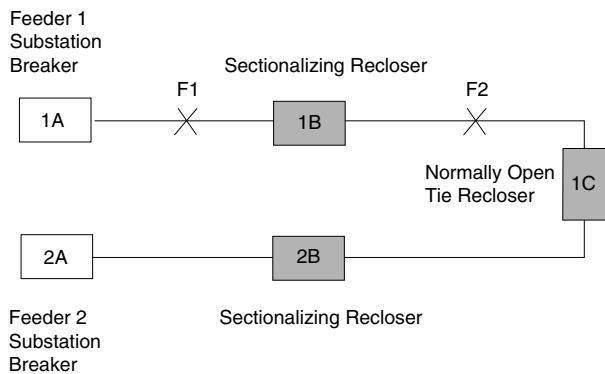 Feeder 1
Substation
Breaker
Sectionalizing Recloser
F1
F2
1A
1B
Normally Open
Tie Recloser
1C
2A
2B
Feeder 2
Substation
Breaker
Sectionalizing Recloser